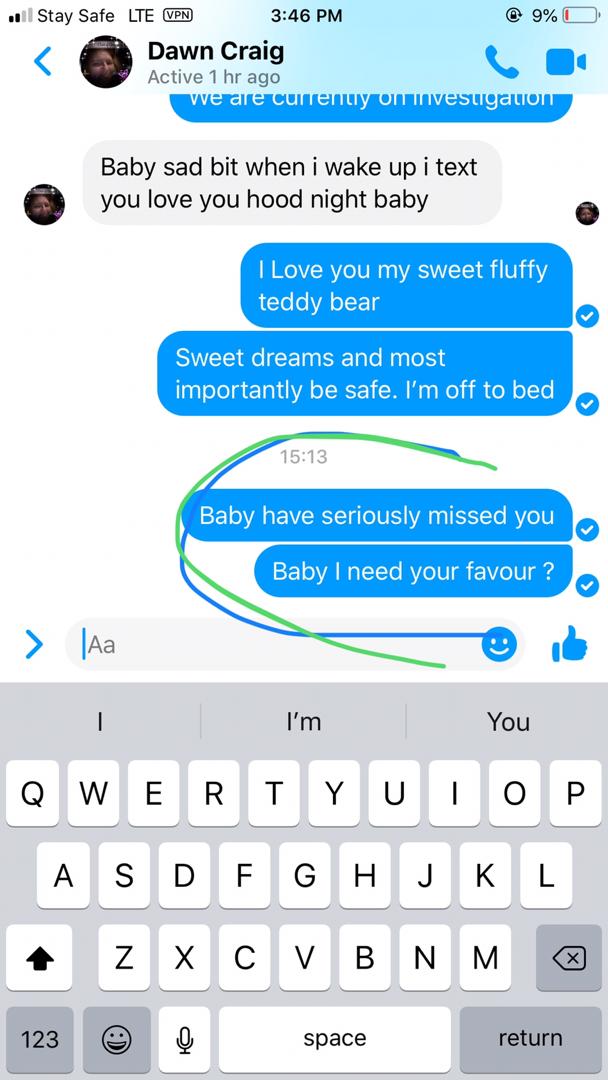 Stay Safe LTE VPN 3:46 PM 9%
Dawn Craig
Active 1 hr ago
We are currently on investigation
Baby sad bit when i wake up i text
you love you hood night baby
I Love you my sweet fluffy
teddy bear
Sweet dreams and most
importantly be safe. I’m off to bed
15:13
Baby have seriously missed you
Baby I need your favour ?
Aa
I I’m You
Q W E R T Y U I O P
A S D F G H J K L
Z X C V B N M
123 space return